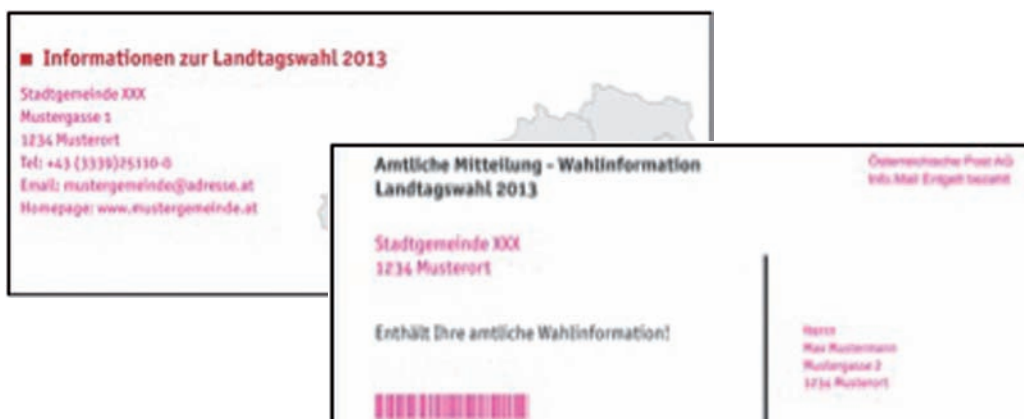 Informationen zur Landtagswahl 2013
Stadtgemeinde XXX
Mustergasse 1
1234 Musterort
Tel: +43 (3339)25110-0
Email: mustergemeinde@adresse.at
Homepage: www.mustergemeinde.at
Amtliche Mitteilung - Wahlinformation
Landtagswahl 2013
Österreichische Post AG
Info.Mail Entgelt bezahlt
Stadtgemeinde XXX
1234 Musterort
Enthält Ihre amtliche Wahlinformation!
Herrn
Max Mustermann
Mustergasse 2
1234 Musterort